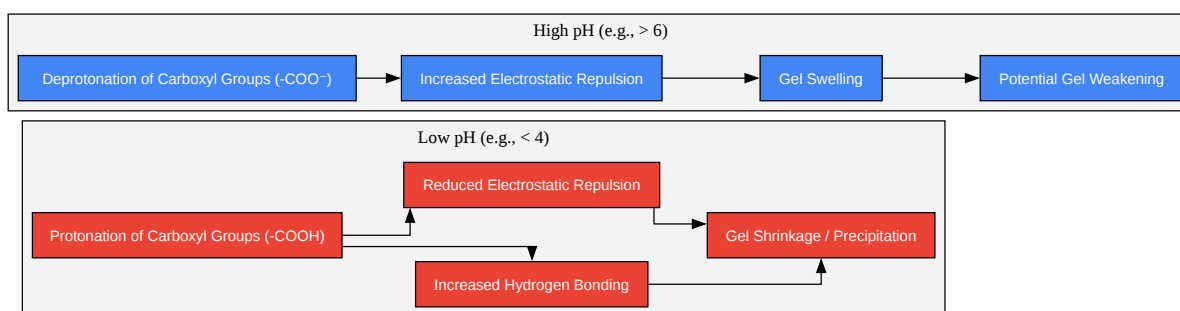 High pH (e.g., > 6)
Deprotonation of Carboxyl Groups (-COO⁻)
Increased Electrostatic Repulsion
Gel Swelling
Potential Gel Weakening
Low pH (e.g., < 4)
Protonation of Carboxyl Groups (-COOH)
Reduced Electrostatic Repulsion
Increased Hydrogen Bonding
Gel Shrinkage / Precipitation